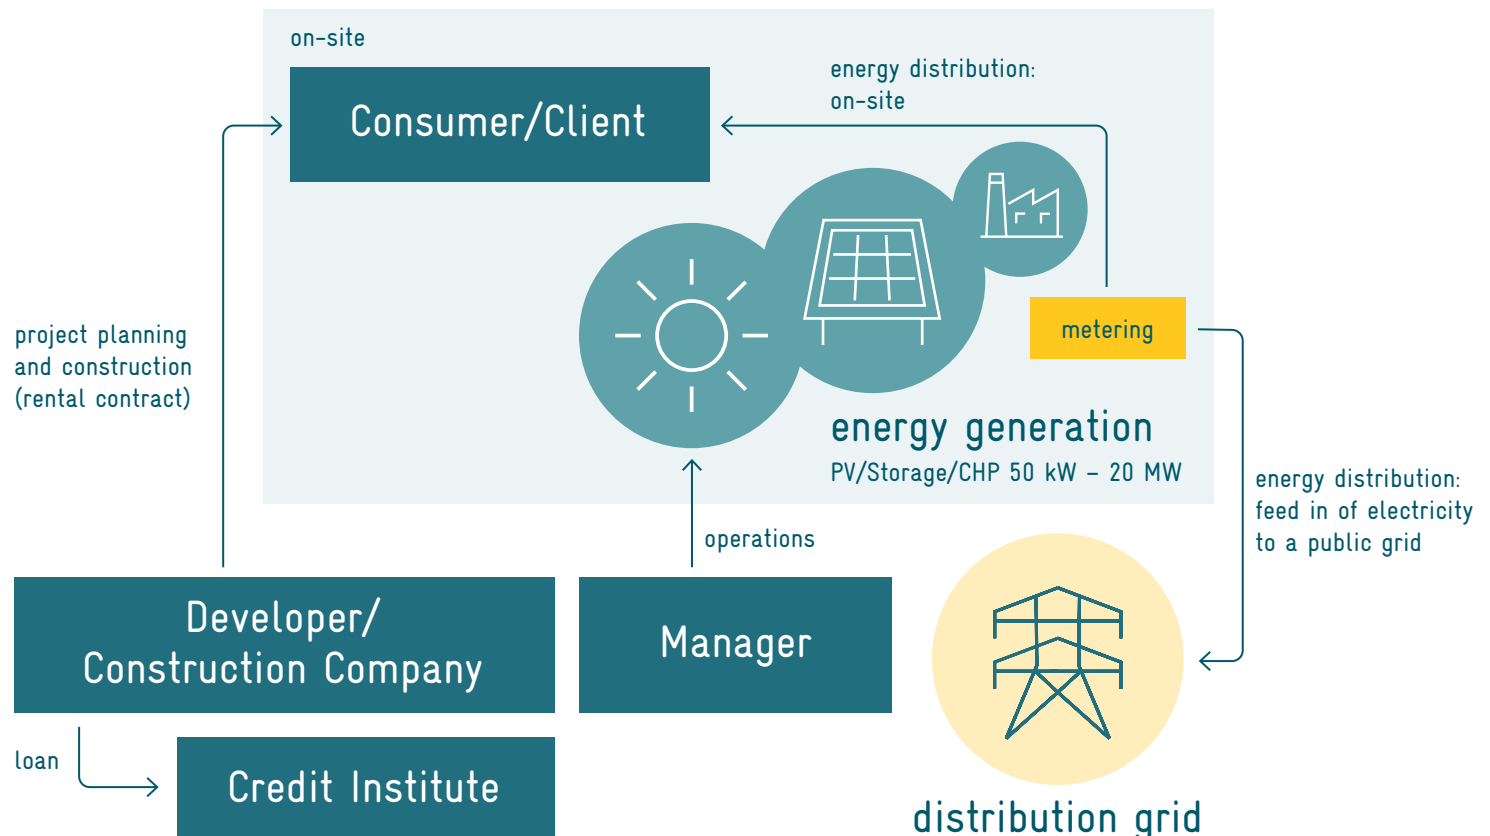 on-site
Consumer/Client
energy distribution:
on-site
metering
project planning
and construction
(rental contract)
energy generation
PV/Storage/CHP 50 kW – 20 MW
energy distribution:
feed in of electricity
to a public grid
operations
Developer/
Construction Company
Manager
loan
Credit Institute
distribution grid